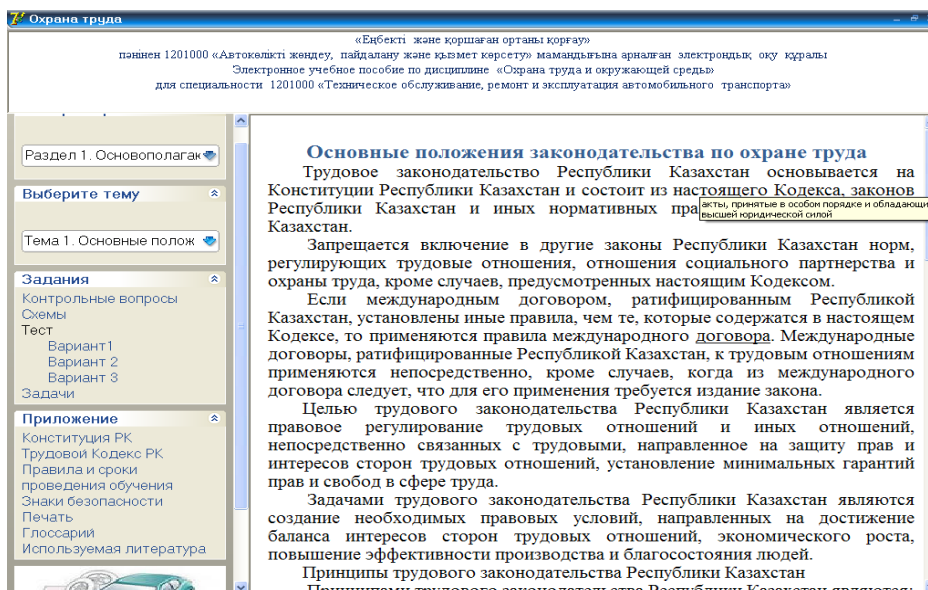 Охрана труда
«Еңбекті және қоршаған ортаны қорғау»
пәнінен 1201000 «Автокөлікті жөндеу, пайдалану және қызмет көрсету» мамандығына арналған электрондық оқу құралы
Электронное учебное пособие по дисциплине «Охрана труда и окружающей среды»
для специальности 1201000 «Техническое обслуживание, ремонт и эксплуатация автомобильного транспорта»
Раздел 1. Основополагак
Выберите тему
Тема 1. Основные полож
Задания
Контрольные вопросы
Схемы
Тест
Вариант1
Вариант 2
Вариант 3
Задачи
Приложение
Конституция РК
Трудовой Кодекс РК
Правила и сроки
проведения обучения
Знаки безопасности
Печать
Глоссарий
Используемая литература
Основные положения законодательства по охране труда
Трудовое законодательство Республики Казахстан основывается на
Конституции Республики Казахстан и состоит из настоящего Кодекса, законов
Республики Казахстан и иных нормативных пра
акты, принятые в особом порядке и обладающи
высшей юридической силой
Казахстан.
Запрещается включение в другие законы Республики Казахстан норм,
регулирующих трудовые отношения, отношения социального партнерства и
охраны труда, кроме случаев, предусмотренных настоящим Кодексом.
Если международным договором, ратифицированным Республикой
Казахстан, установлены иные правила, чем те, которые содержатся в настоящем
Кодексе, то применяются правила международного договора. Международные
договоры, ратифицированные Республикой Казахстан, к трудовым отношениям
применяются непосредственно, кроме случаев, когда из международного
договора следует, что для его применения требуется издание закона.
Целью трудового законодательства Республики Казахстан является
правовое регулирование трудовых отношений и иных отношений,
непосредственно связанных с трудовыми, направленное на защиту прав и
интересов сторон трудовых отношений, установление минимальных гарантий
прав и свобод в сфере труда.
Задачами трудового законодательства Республики Казахстан являются
создание необходимых правовых условий, направленных на достижение
баланса интересов сторон трудовых отношений, экономического роста,
повышение эффективности производства и благосостояния людей.
Принципы трудового законодательства Республики Казахстан
Принципами трудового законодательства Республики Казахстан являются: